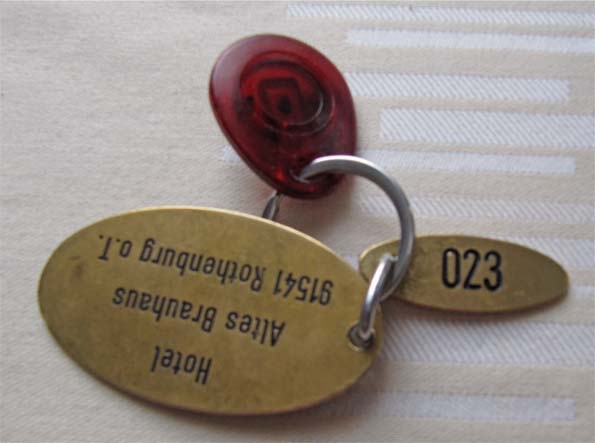 Hotel
Altes Brauhaus
91541 Rothenburg o.T.
023